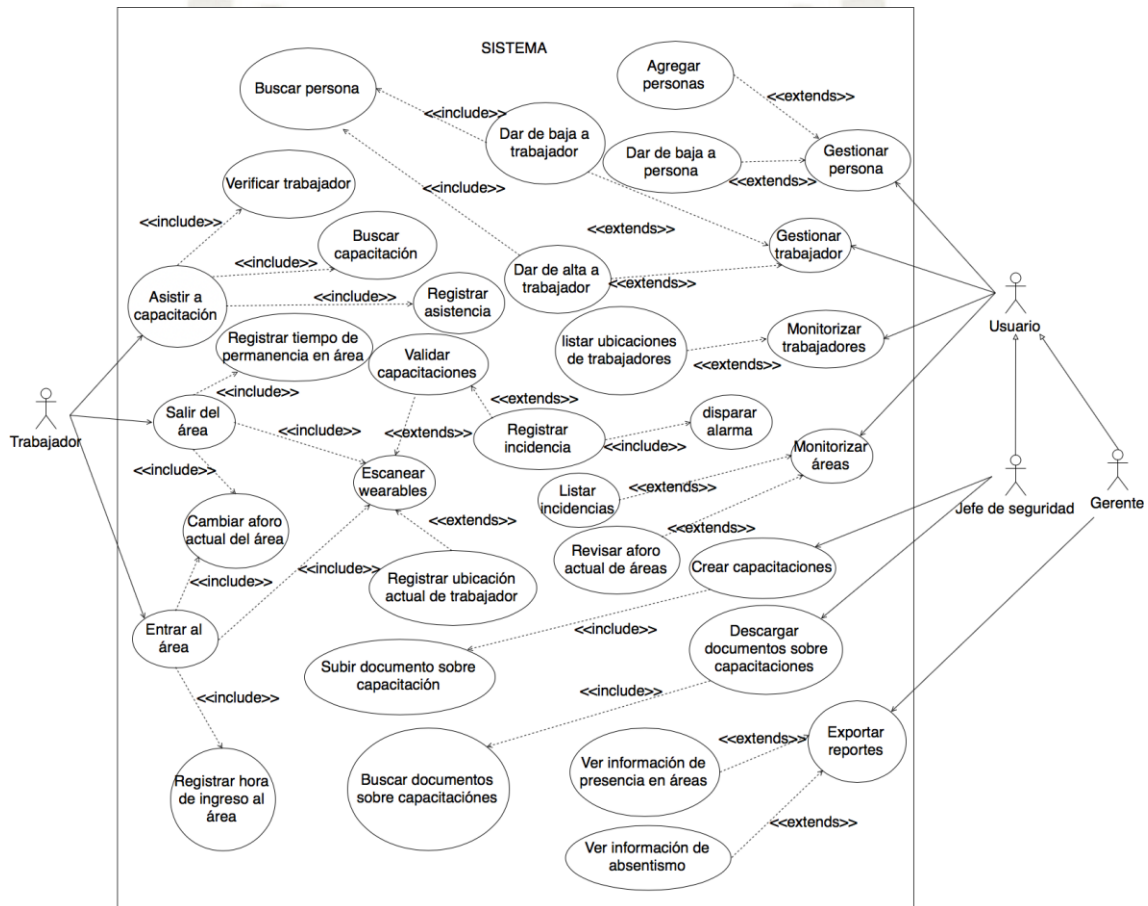 SISTEMA
Buscar persona
Agregar
personas
<<extends>>
<<include>>
Dar de baja a
trabajador
Dar de baja a
persona
Gestionar
persona
<<extends>>
Verificar trabajador
<<include>>
<<include>>
Buscar
capacitación
<<include>>
<<extends>>
Gestionar
trabajador
Dar de alta a
trabajador
<<extends>>
Asistir a
capacitación
<<include>>
Registrar
asistencia
Registrar tiempo de
permanencia en área
Validar
capacitaciones
listar ubicaciones
de trabajadores
<<extends>>
Monitorizar
trabajadores
Usuario
<<include>>
<<extends>>
Trabajador
Salir del
área
<<include>>
<<extends>>
Registrar
incidencia
<<include>>
disparar
alarma
Monitorizar
áreas
<<include>>
Escanear
wearables
Listar
incidencias
<<extends>>
Jefe de seguridad
Gerente
Cambiar aforo
actual del área
<<extends>>
Revisar aforo
actual de áreas
<<extends>>
Crear capacitaciones
<<include>>
<<include>>
Registrar ubicación
actual de trabajador
Entrar al
área
<<include>>
Descargar
documentos sobre
capacitaciones
Subir documento sobre
capacitación
<<include>>
<<include>>
Exportar
reportes
<<extends>>
Registrar hora
de ingreso al
área
Buscar documentos
sobre capacitaciónes
Ver información de
presencia en áreas
<<extends>>
Ver información de
absentismo